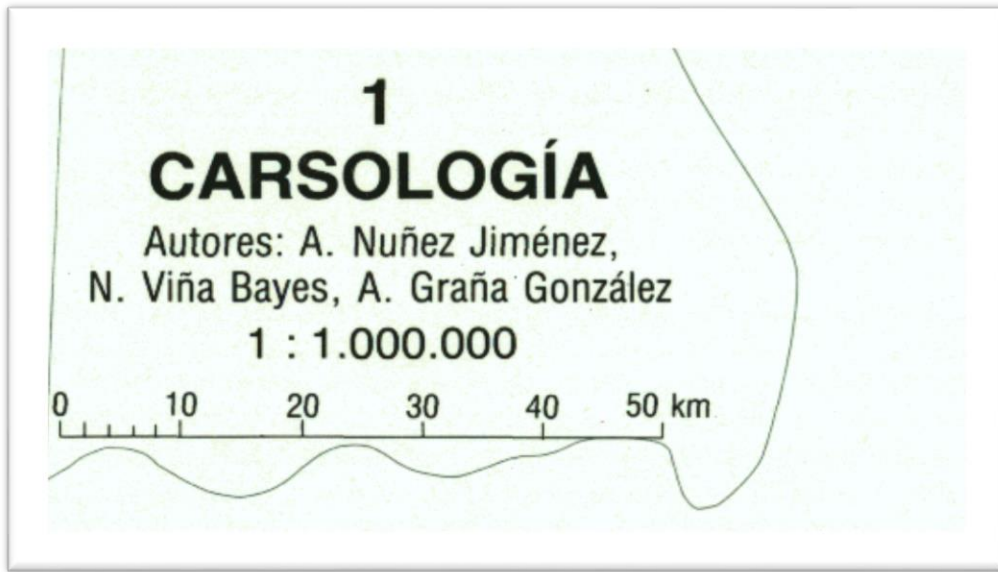 1
CARSOLOGÍA
Autores: A. Nuñez Jiménez,
N. Viña Bayes, A. Graña González
1 : 1.000.000
0 10 20 30 40 50 km